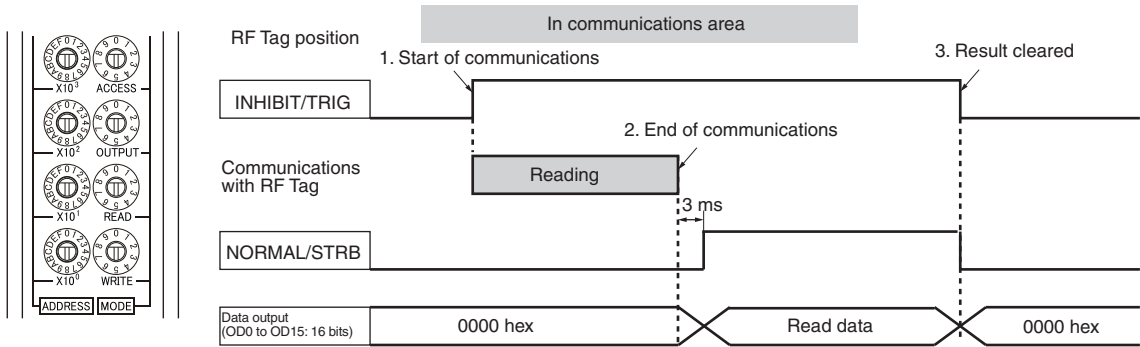 X10³ ACCESS
X10² OUTPUT
X10¹ READ
X10⁰ WRITE
ADDRESS MODE
In communications area
RF Tag position
1. Start of communications
3. Result cleared
INHIBIT/TRIG
2. End of communications
Communications
with RF Tag
Reading
3 ms
NORMAL/STRB
Data output
(OD0 to OD15: 16 bits)
0000 hex
Read data
0000 hex